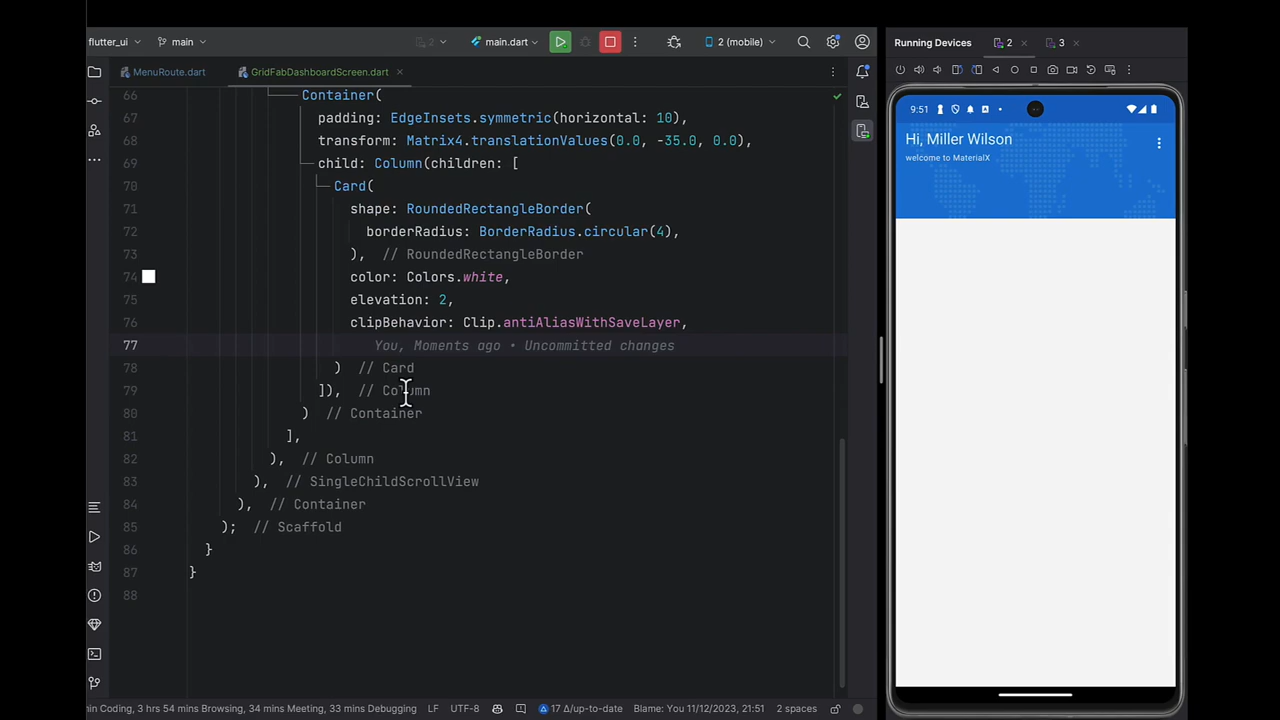 flutter_ui
main
2
main.dart
2 (mobile)
MenuRoute.dart
GridFabDashboardScreen.dart
66 Container(
67 padding: EdgeInsets.symmetric(horizontal: 10),
68 transform: Matrix4.translationValues(0.0, -35.0, 0.0),
69 child: Column(children: [
70 Card(
71 shape: RoundedRectangleBorder(
72 borderRadius: BorderRadius.circular(4),
73 ), // RoundedRectangleBorder
74 color: Colors.white,
75 elevation: 2,
76 clipBehavior: Clip.antiAliasWithSaveLayer,
77 You, Moments ago • Uncommitted changes
78 ) // Card
79 ]), // Column
80 ) // Container
81 ],
82 ), // Column
83 ), // SingleChildScrollView
84 ), // Container
85 ); // Scaffold
86 }
87 }
88
in Coding, 3 hrs 54 mins Browsing, 34 mins Meeting, 33 mins Debugging LF UTF-8 17 Δ/up-to-date Blame: You 11/12/2023, 21:51 2 spaces
Running Devices 2 3
9:51
Hi, Miller Wilson
welcome to MaterialX